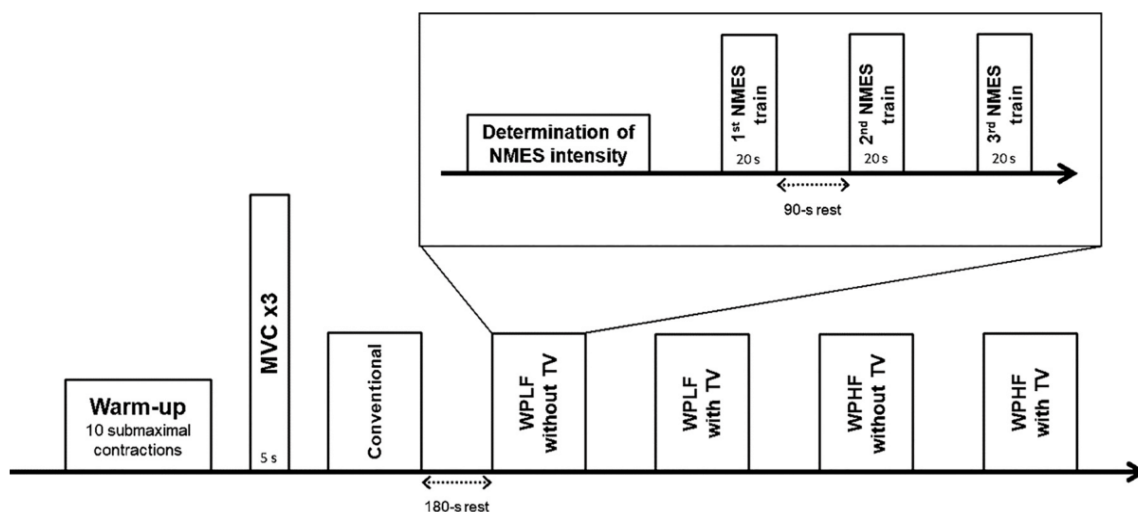 Determination of
NMES intensity
1st NMES
train
20 s
2nd NMES
train
20 s
3rd NMES
train
20 s
90-s rest
Warm-up
10 submaximal
contractions
MVC x3
5 s
Conventional
180-s rest
WPLF
without TV
WPLF
with TV
WPHF
without TV
WPHF
with TV